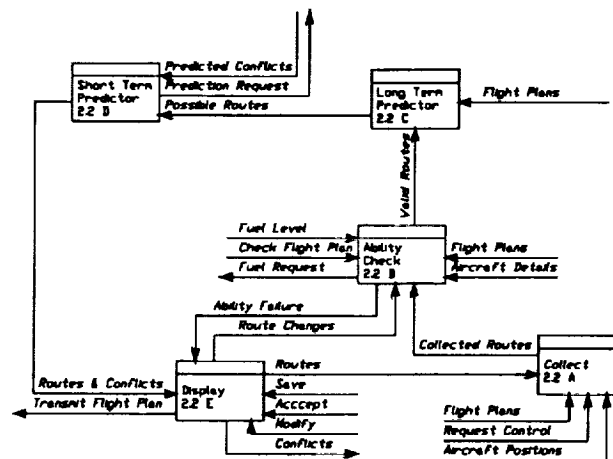 Predicted Conflicts
Prediction Request
Possible Routes
Short Term
Predictor
2.2 D
Long Term
Predictor
2.2 C
Flight Plans
Valid Routes
Fuel Level
Check Flight Plan
Fuel Request
Ability
Check
2.2 B
Flight Plans
Aircraft Details
Ability Failure
Route Changes
Collected Routes
Routes & Conflicts
Transmit Flight Plan
Display
2.2 E
Routes
Save
Acccept
Modify
Conflicts
Collect
2.2 A
Flight Plans
Request Control
Aircraft Positions